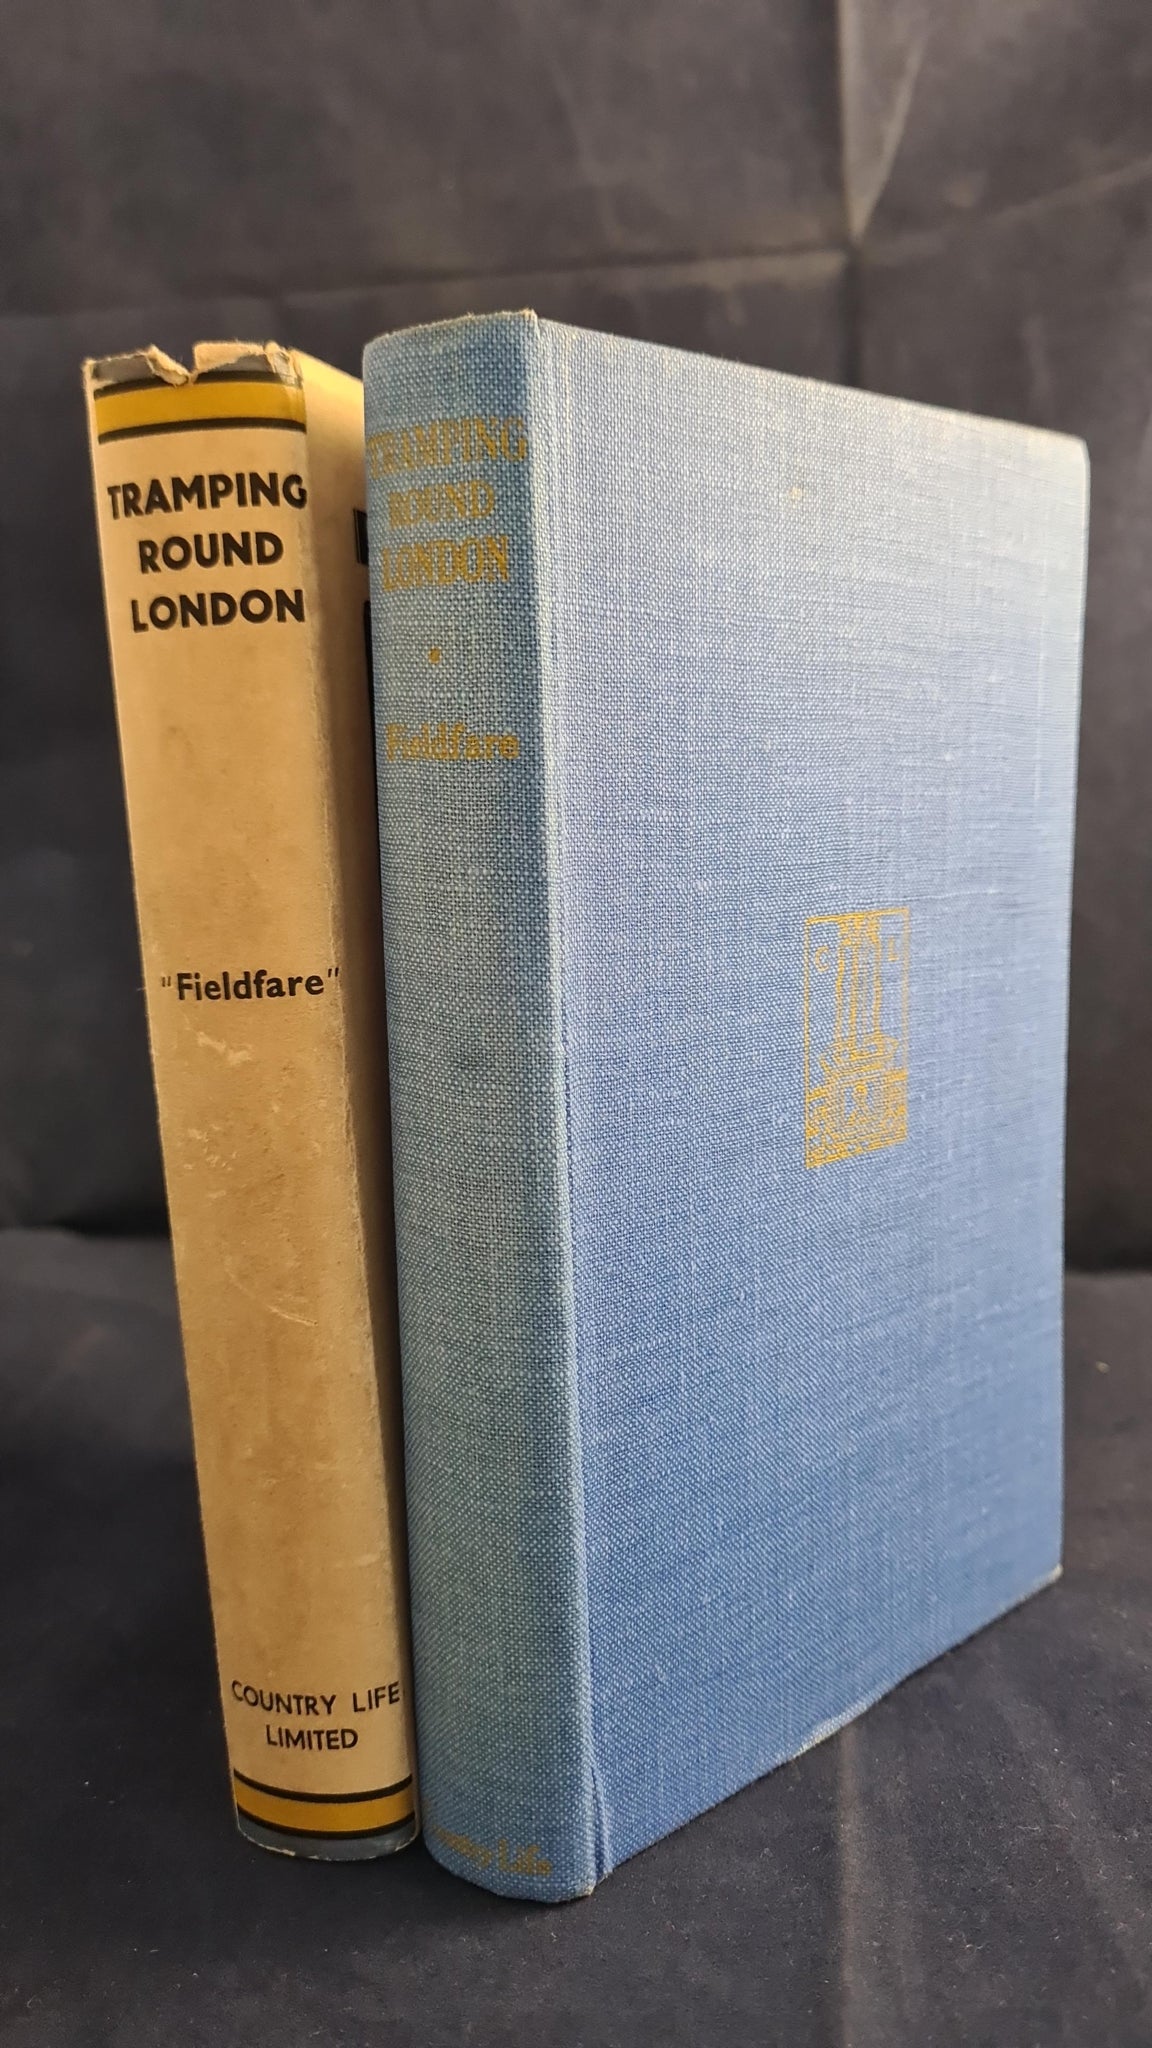 TRAMPING
ROUND
LONDON
"Fieldfare"
COUNTRY LIFE
LIMITED
TRAMPING
ROUND
LONDON
Fieldfare
Country Life
C L